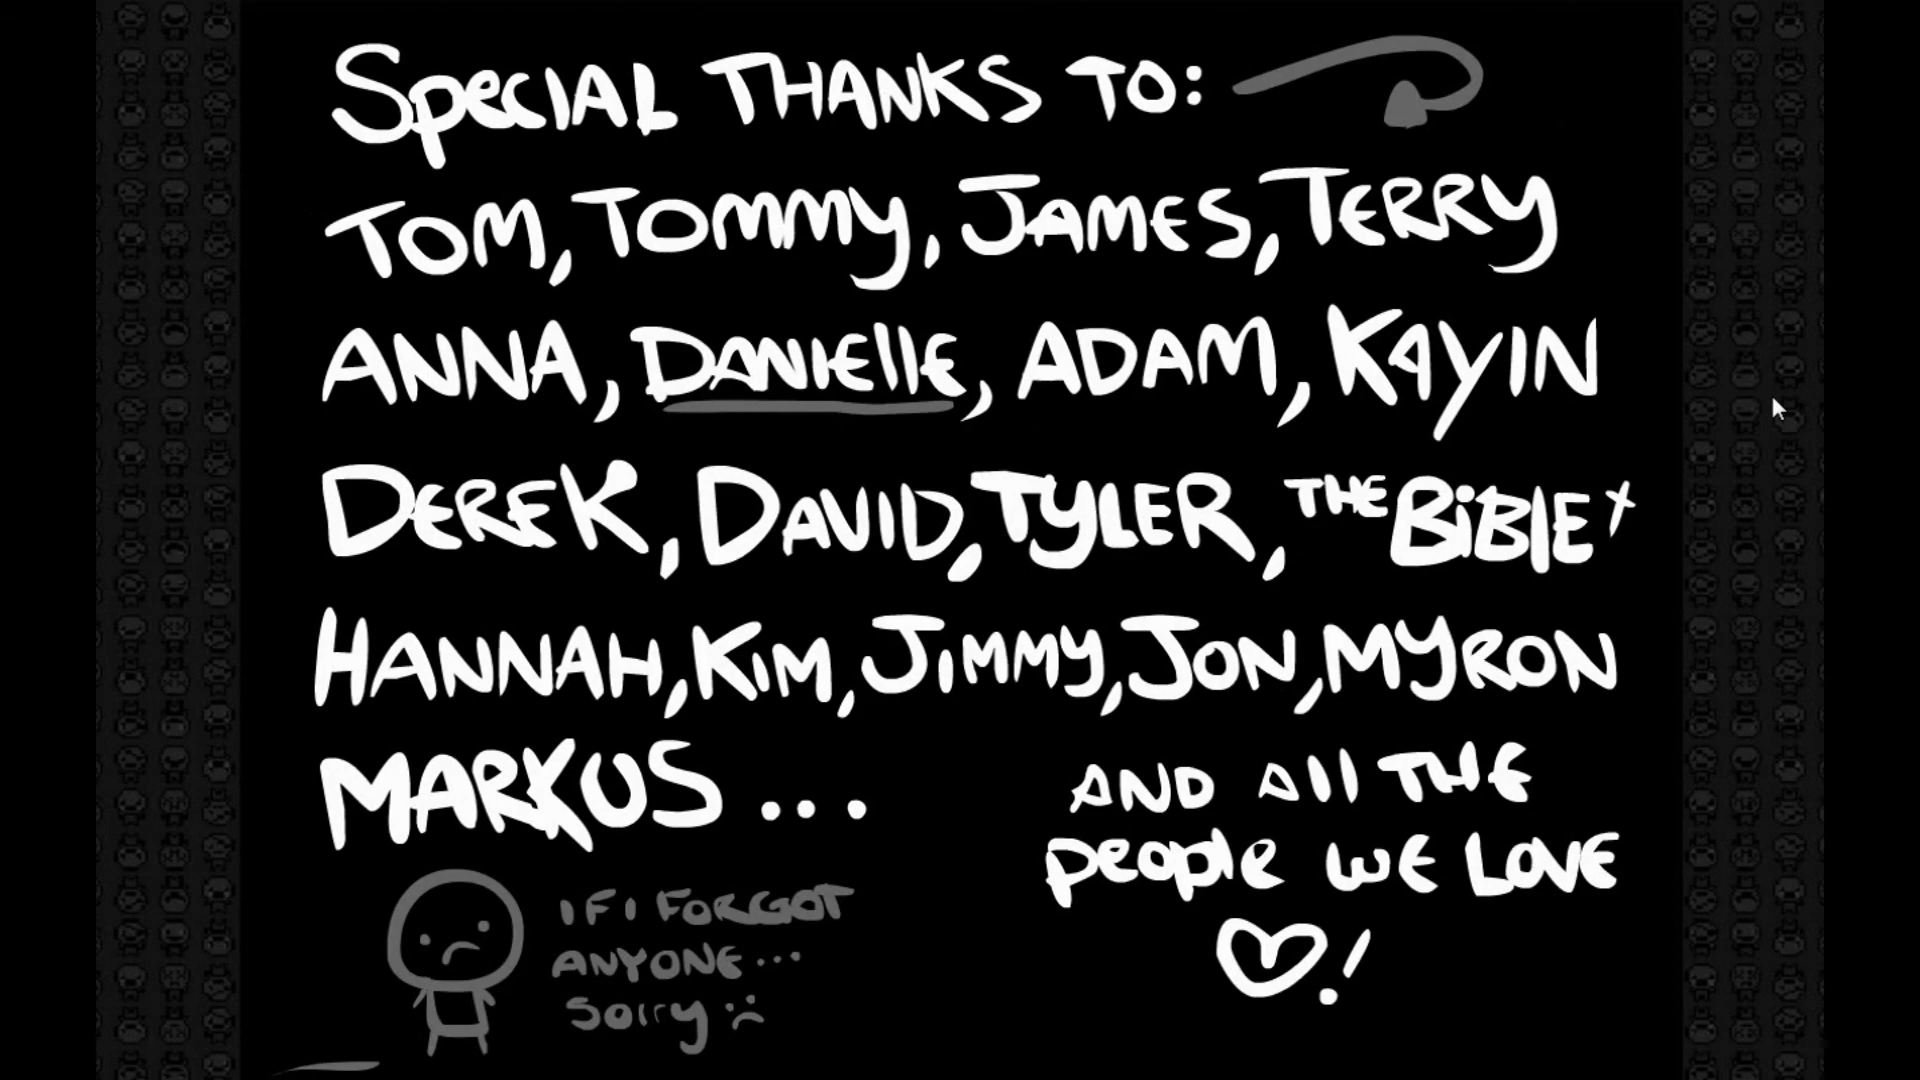 SPECIAL THANKS TO:
TOM, TOMMY, JAMES, TERRY
ANNA, DANIELLE, ADAM, KAYIN
DEREK, DAVID, TYLER, THE BiBLE
HANNAH, KiM, JiMMY, JON, MYRON
MARKUS...
AND All THE
peoplE WE LOVE
♡!
IF I FORGOT
ANYONE...
Sorry :(